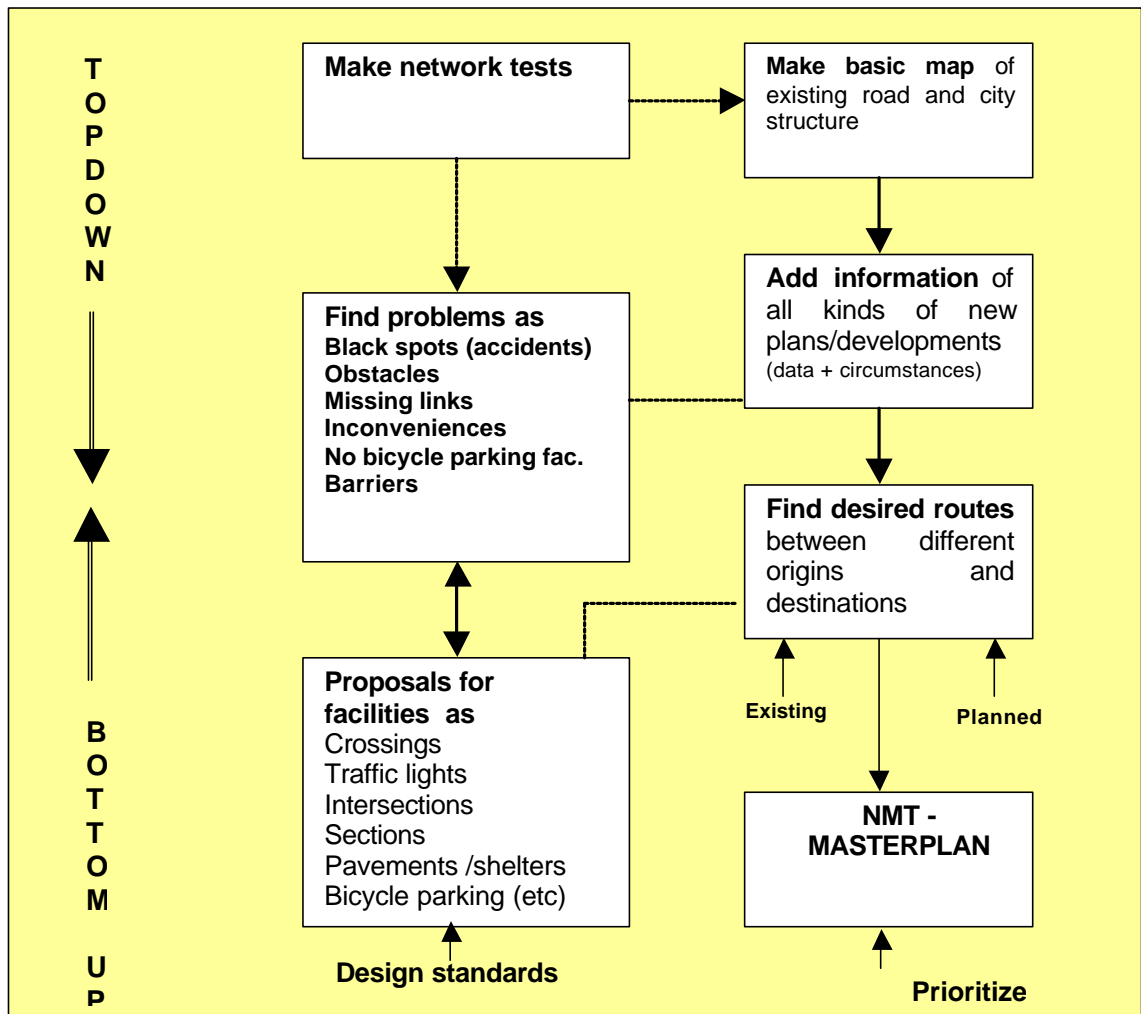 TOPDOWN
Make network tests
Make basic map of
existing road and city
structure
Add information of
all kinds of new
plans/developments
(data + circumstances)
Find problems as
Black spots (accidents)
Obstacles
Missing links
Inconveniences
No bicycle parking fac.
Barriers
Find desired routes
between different
origins and
destinations
Existing
Planned
Proposals for
facilities as
Crossings
Traffic lights
Intersections
Sections
Pavements /shelters
Bicycle parking (etc)
Design standards
NMT -
MASTERPLAN
Prioritize
BOTTOM UP